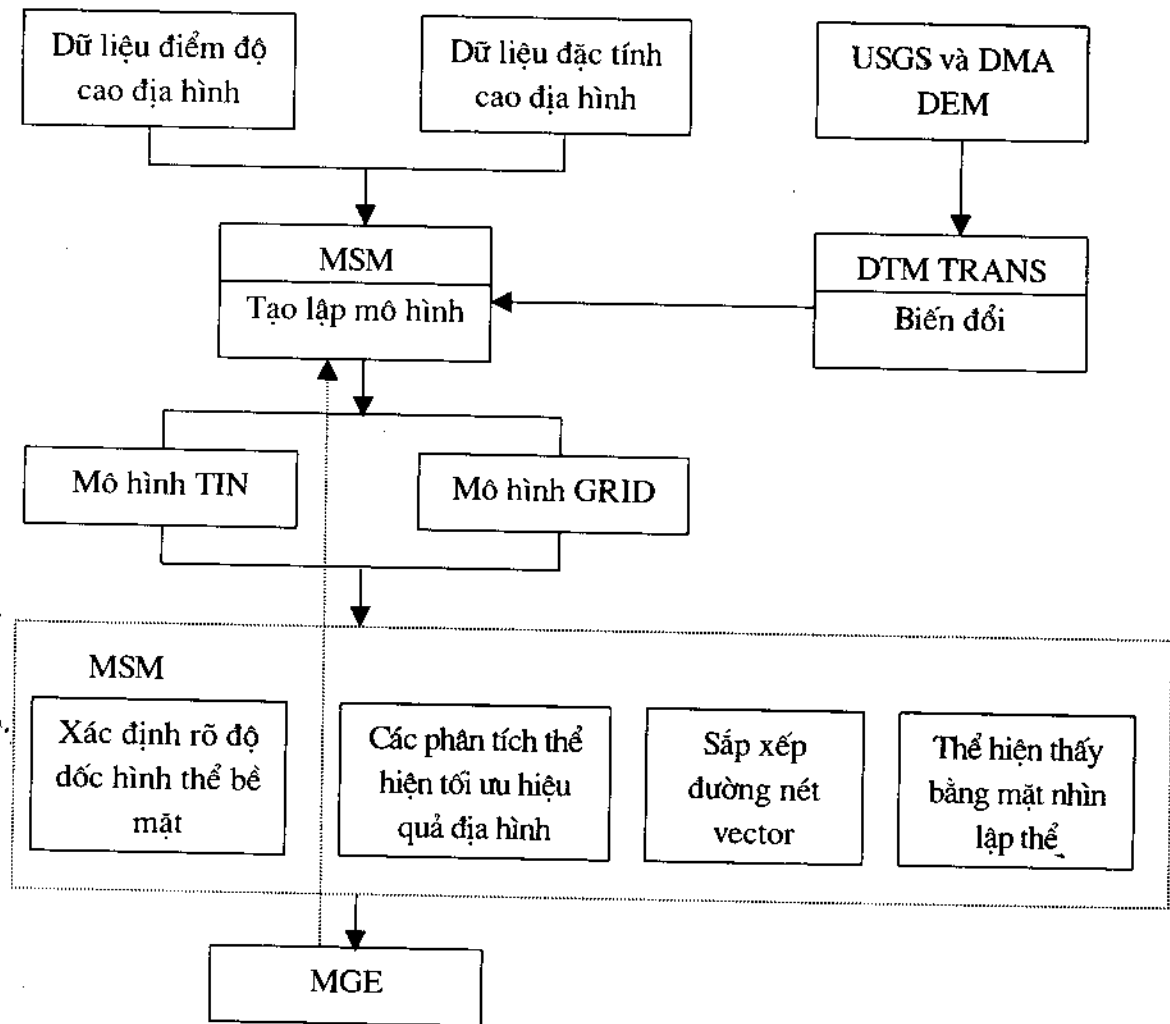 Dữ liệu điểm độ
cao địa hình
Dữ liệu đặc tính
cao địa hình
USGS và DMA
DEM
MSM
Tạo lập mô hình
DTM TRANS
Biến đổi
Mô hình TIN
Mô hình GRID
MSM
Xác định rõ độ
dốc hình thể bề
mặt
Các phân tích thể
hiện tối ưu hiệu
quả địa hình
Sắp xếp
đường nét
vector
Thể hiện thấy
bằng mặt nhìn
lập thể
MGE